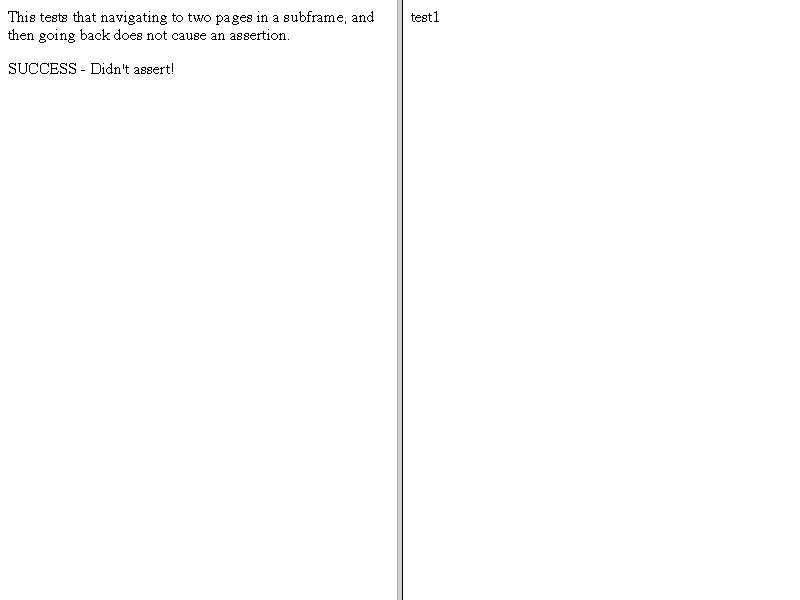 This tests that navigating to two pages in a subframe, and
then going back does not cause an assertion.
SUCCESS - Didn't assert!
test1